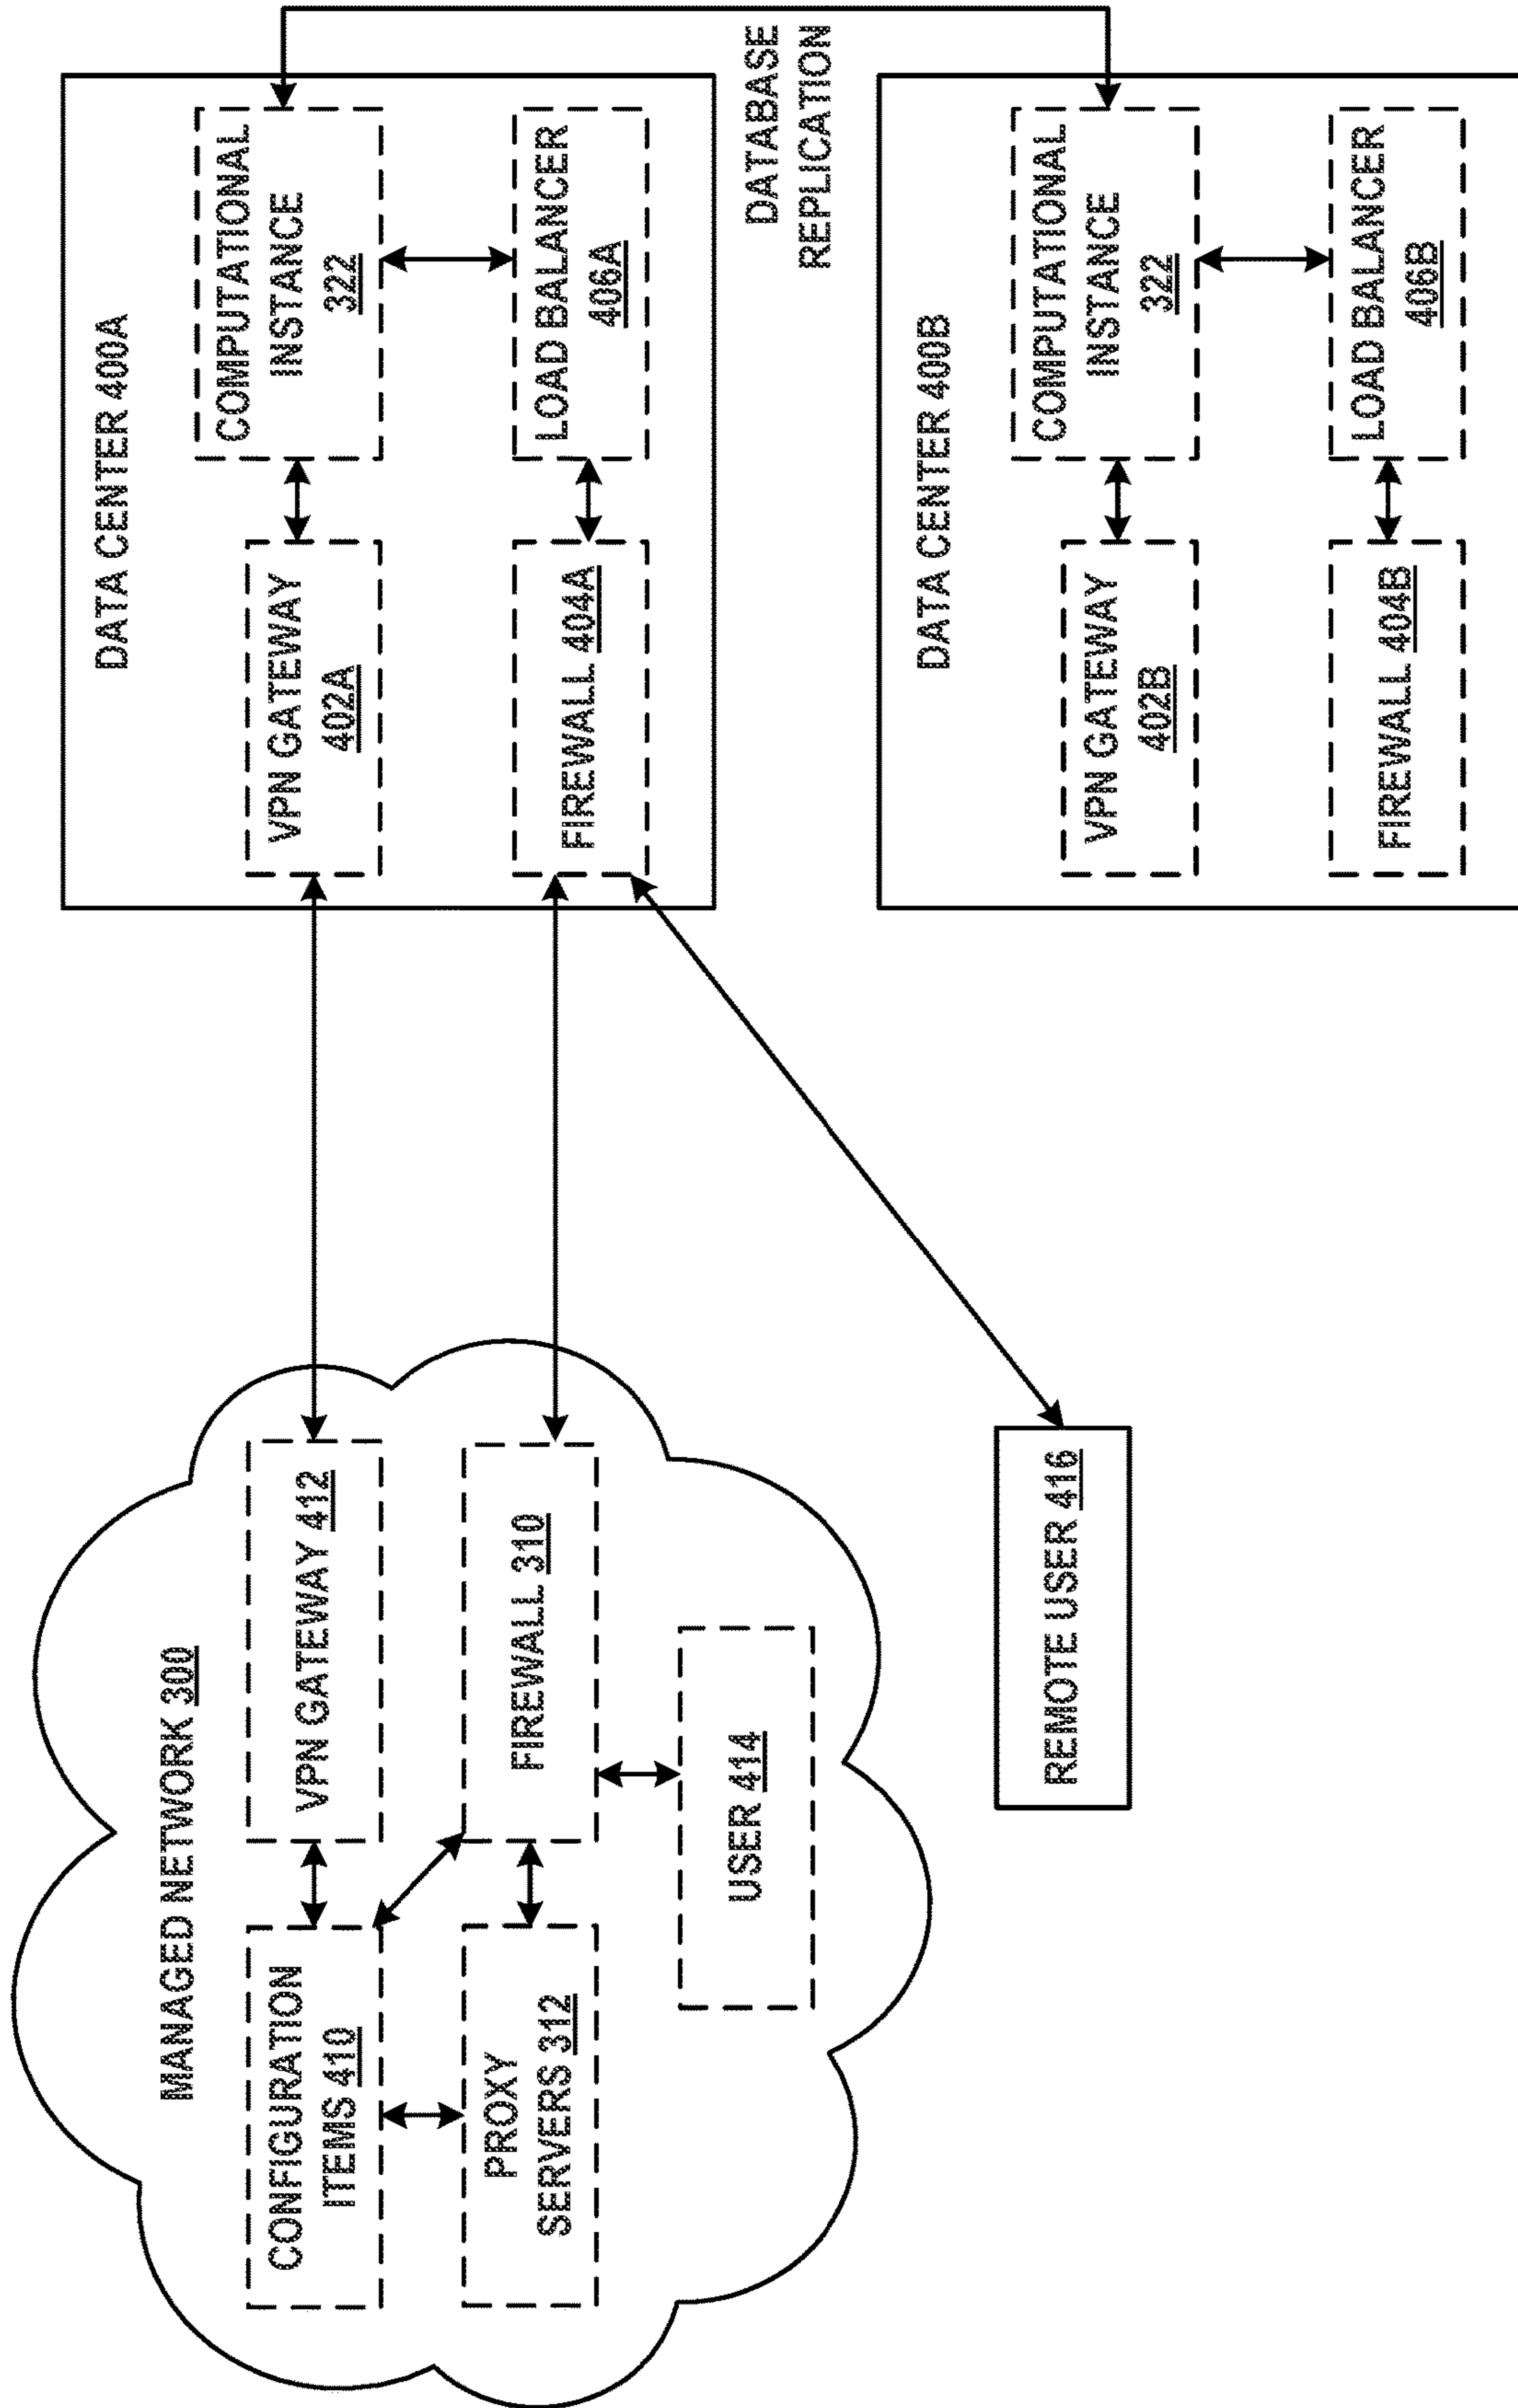 MANAGED NETWORK 300
CONFIGURATION
ITEMS 410
VPN GATEWAY 412
PROXY
SERVERS 312
FIREWALL 310
USER 414
REMOTE USER 416
DATA CENTER 400A
VPN GATEWAY
402A
COMPUTATIONAL
INSTANCE
322
FIREWALL 404A
LOAD BALANCER
406A
DATABASE
REPLICATION
DATA CENTER 400B
VPN GATEWAY
402B
COMPUTATIONAL
INSTANCE
322
FIREWALL 404B
LOAD BALANCER
406B